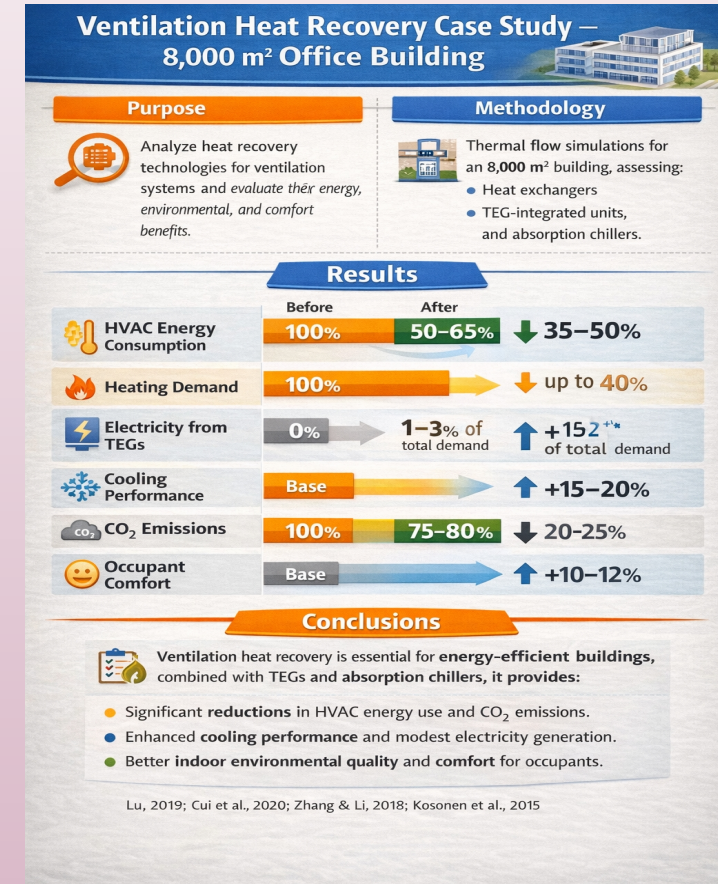 Ventilation Heat Recovery Case Study –
8,000 m² Office Building
Purpose
Analyze heat recovery
technologies for ventilation
systems and evaluate their energy,
environmental, and comfort
benefits.
Methodology
Thermal flow simulations for
an 8,000 m² building, assessing:
• Heat exchangers
• TEG-integrated units,
and absorption chillers.
Results
Before After
HVAC Energy
Consumption
100% 50–65% 35–50%
Heating Demand 100% up to 40%
Electricity from
TEGs
0% 1–3% of
total demand
+152
of total demand
Cooling
Performance
Base +15–20%
CO₂
CO₂ Emissions 100% 75–80% 20-25%
Occupant
Comfort
Base +10–12%
Conclusions
Ventilation heat recovery is essential for energy-efficient buildings,
combined with TEGs and absorption chillers, it provides:
• Significant reductions in HVAC energy use and CO₂ emissions.
• Enhanced cooling performance and modest electricity generation.
• Better indoor environmental quality and comfort for occupants.
Lu, 2019; Cui et al., 2020; Zhang & Li, 2018; Kosonen et al., 2015